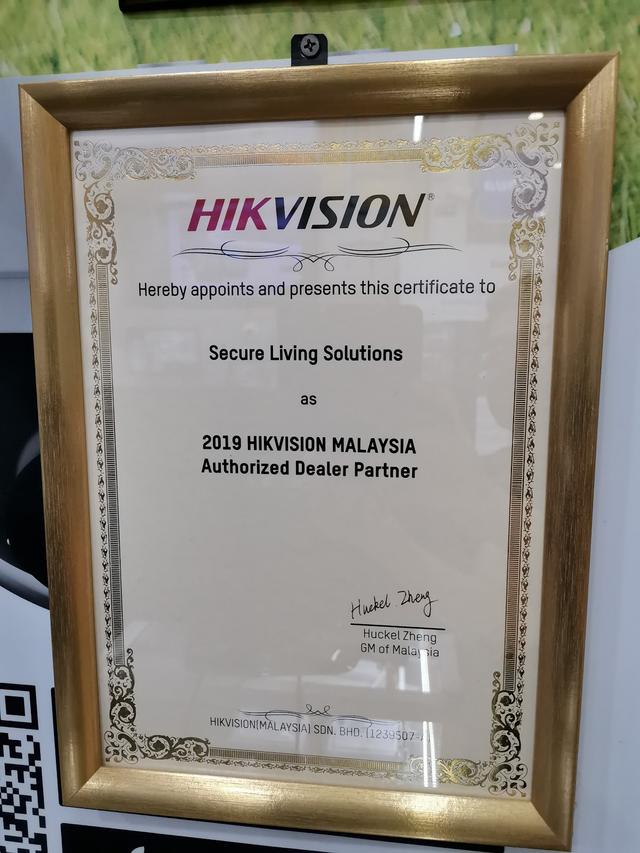 HIKVISION®
Hereby appoints and presents this certificate to
Secure Living Solutions
as
2019 HIKVISION MALAYSIA
Authorized Dealer Partner
Huckel Zheng
Huckel Zheng
GM of Malaysia
HIKVISION(MALAYSIA) SDN. BHD. (1239507-